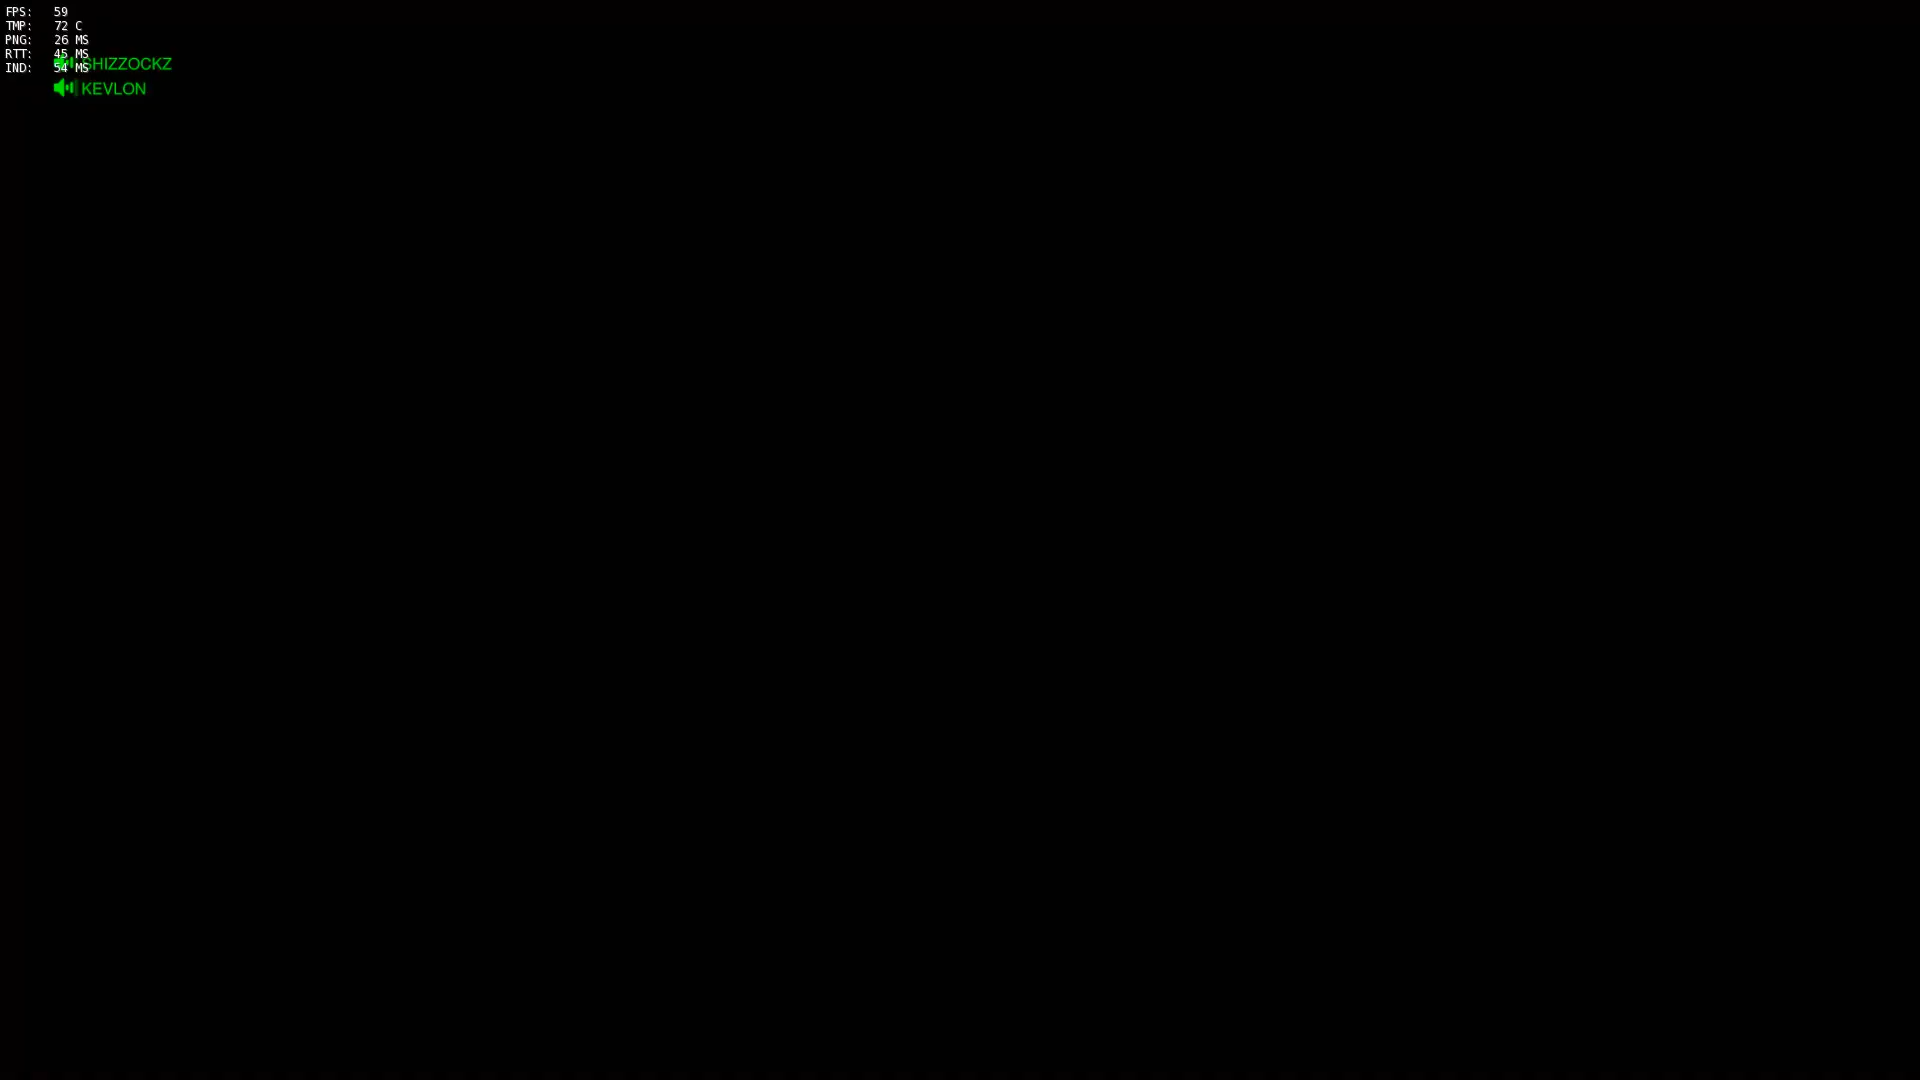 FPS: 59
TMP: 72 C
PNG: 26 MS
RTT: 45 MS
SHIZZOCKZ
IND: 54 MS
KEVLON